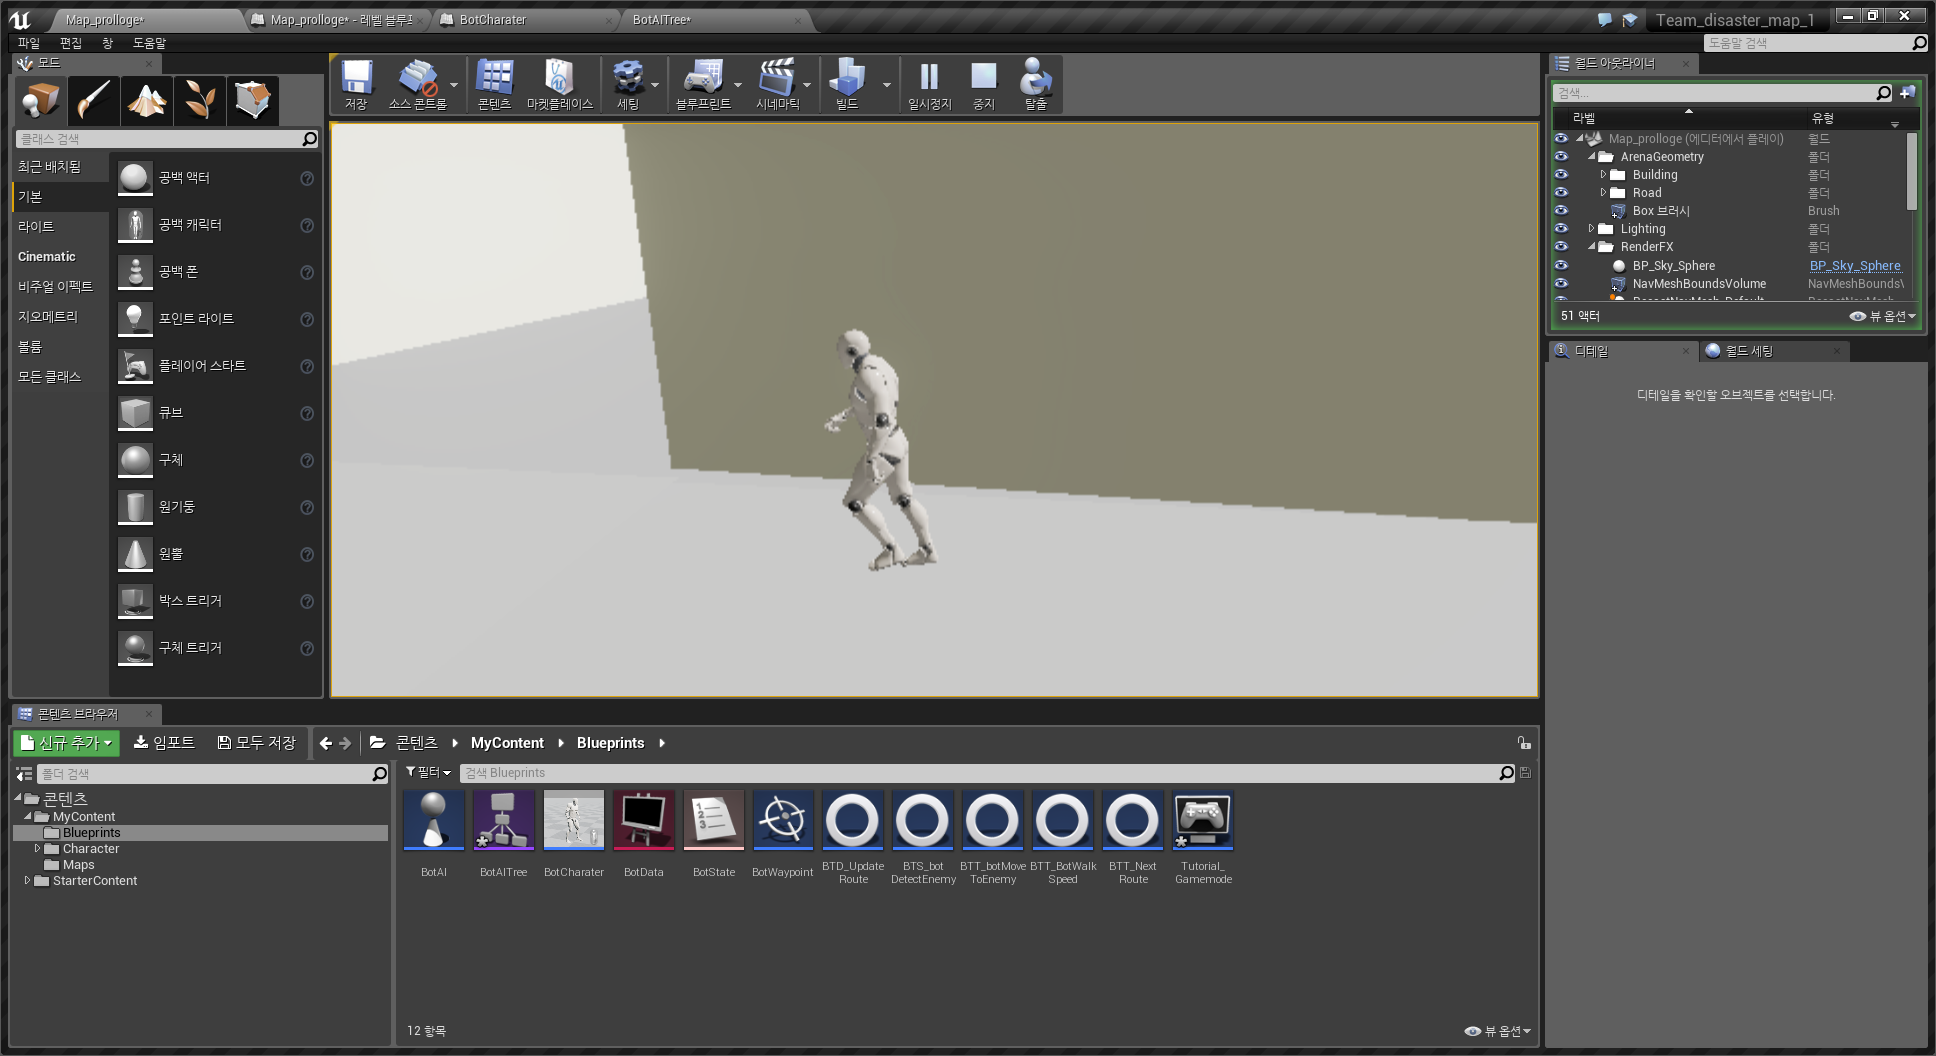 Map_prolloge*
Map_prolloge* - 레벨 블루프
BotCharater
BotAITree*
Team_disaster_map_1
파일 편집 창 도움말
도움말 검색
모드
클래스 검색
최근 배치됨
기본
라이트
Cinematic
비주얼 이펙트
지오메트리
볼륨
모든 클래스
공백 액터
공백 캐릭터
공백 폰
포인트 라이트
플레이어 스타트
큐브
구체
원기둥
원뿔
박스 트리거
구체 트리거
저장
소스 콘트롤
콘텐츠
마켓플레이스
세팅
블루프린트
시네마틱
빌드
일시정지
중지
탈출
월드 아웃라이너
검색...
라벨 유형
Map_prolloge (에디터에서 플레이) 월드
ArenaGeometry 폴더
Building 폴더
Road 폴더
Box 브러시 Brush
Lighting 폴더
RenderFX 폴더
BP_Sky_Sphere BP_Sky_Sphere
NavMeshBoundsVolume NavMeshBoundsV
RecastNavMesh-Default RecastNavMesh
51 액터
뷰 옵션
디테일
월드 세팅
디테일을 확인할 오브젝트를 선택합니다.
콘텐츠 브라우저
신규 추가
임포트
모두 저장
콘텐츠
MyContent
Blueprints
폴더 검색
필터
검색 Blueprints
콘텐츠
MyContent
Blueprints
Character
Maps
StarterContent
BotAI
BotAITree
BotCharater
BotData
BotState
BotWaypoint
BTD_Update
Route
BTS_bot
DetectEnemy
BTT_botMove
ToEnemy
BTT_BotWalk
Speed
BTT_Next
Route
Tutorial_
Gamemode
12 항목
뷰 옵션